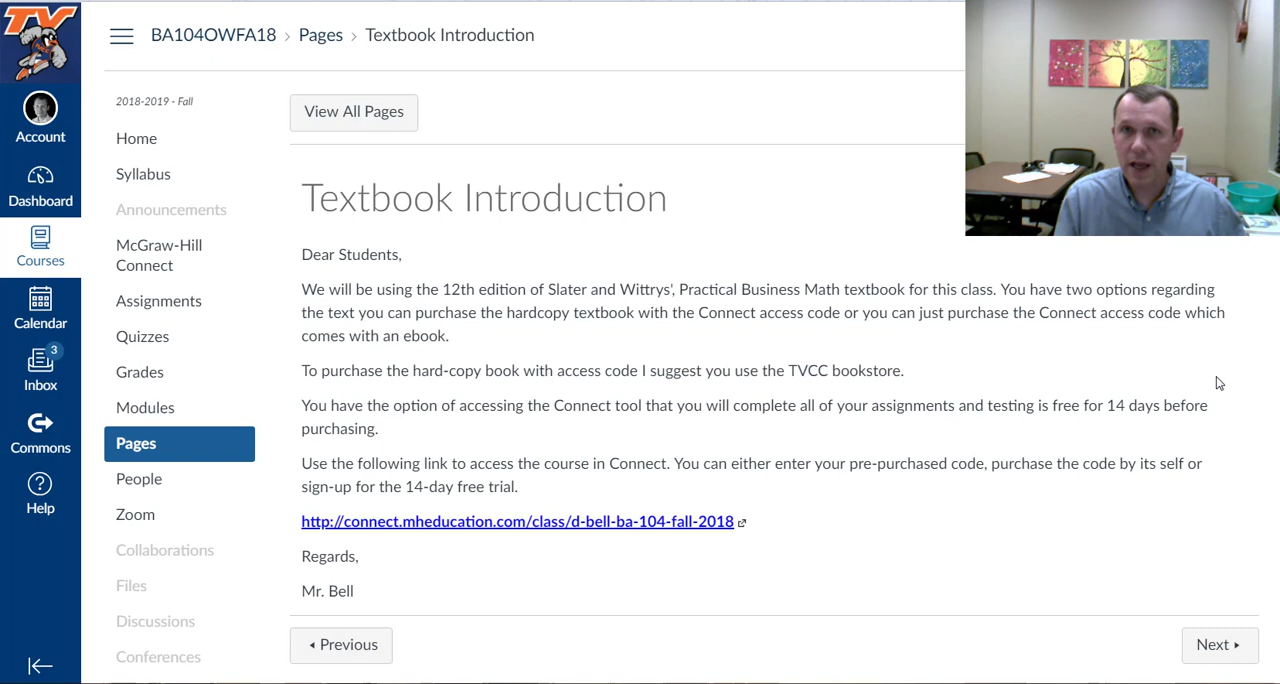 TV
BA104OWFA18 › Pages › Textbook Introduction
2018-2019 - Fall
View All Pages
Account
Home
Dashboard
Syllabus
Announcements
Courses
McGraw-Hill
Connect
Calendar
Assignments
3
Inbox
Quizzes
Grades
Commons
Modules
Help
Pages
People
Zoom
Collaborations
Files
Discussions
Conferences
Textbook Introduction
Dear Students,
We will be using the 12th edition of Slater and Wittrys', Practical Business Math textbook for this class. You have two options regarding
the text you can purchase the hardcopy textbook with the Connect access code or you can just purchase the Connect access code which
comes with an ebook.
To purchase the hard-copy book with access code I suggest you use the TVCC bookstore.
You have the option of accessing the Connect tool that you will complete all of your assignments and testing is free for 14 days before
purchasing.
Use the following link to access the course in Connect. You can either enter your pre-purchased code, purchase the code by its self or
sign-up for the 14-day free trial.
http://connect.mheducation.com/class/d-bell-ba-104-fall-2018
Regards,
Mr. Bell
Previous
Next